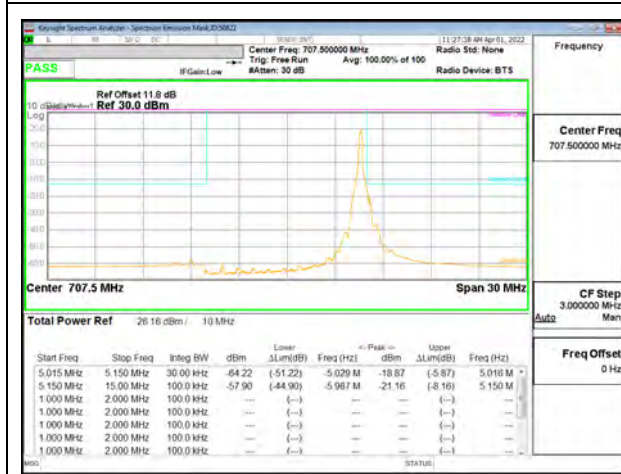 Keysight Spectrum Analyzer - Spectrum Emission Mask
11:27:38 AM Apr 01, 2022
Center Freq: 707.500000 MHz
Radio Std: None
Frequency
PASS
Trig: Free Run
Avg: 100.00% of 100
IFGain:Low
#Atten: 30 dB
Radio Device: BTS
Ref Offset 11.8 dB
Ref 30.0 dBm
Log
Center Freq
707.500000 MHz
Center 707.5 MHz
Span 30 MHz
CF Step
3.000000 MHz
Auto Man
Total Power Ref 26.16 dBm / 10 MHz
Freq Offset
0 Hz
Lower <- Peak -> Upper
Start Freq Stop Freq Integ BW dBm ΔLim(dB) Freq (Hz) dBm ΔLim(dB) Freq (Hz)
5.015 MHz 5.150 MHz 30.00 kHz -64.22 (-51.22) -5.029 M -18.87 (-5.87) 5.016 M
5.150 MHz 15.00 MHz 100.0 kHz -57.90 (-44.90) -5.987 M -21.16 (-8.16) 5.150 M
1.000 MHz 2.000 MHz 100.0 kHz --- (---) --- --- (---) ---
1.000 MHz 2.000 MHz 100.0 kHz --- (---) --- --- (---) ---
1.000 MHz 2.000 MHz 100.0 kHz --- (---) --- --- (---) ---
1.000 MHz 2.000 MHz 100.0 kHz --- (---) --- --- (---) ---
1.000 MHz 2.000 MHz 100.0 kHz --- (---) --- --- (---) ---
MSG STATUS